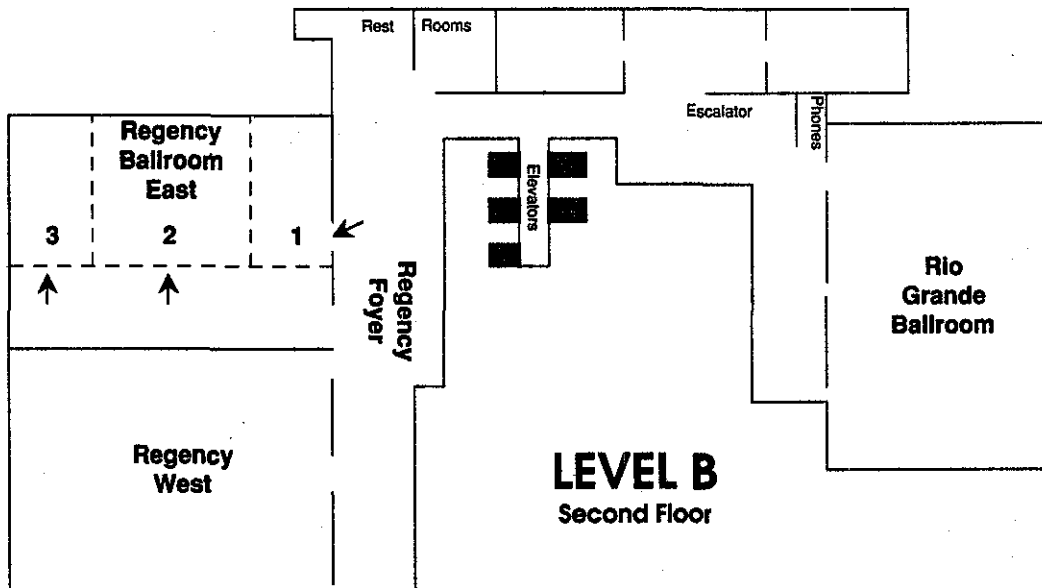 Rest Rooms
Escalator
Phones
Regency
Ballroom
East
3 2 1
Elevators
Regency
Foyer
Rio
Grande
Ballroom
Regency
West
LEVEL B
Second Floor